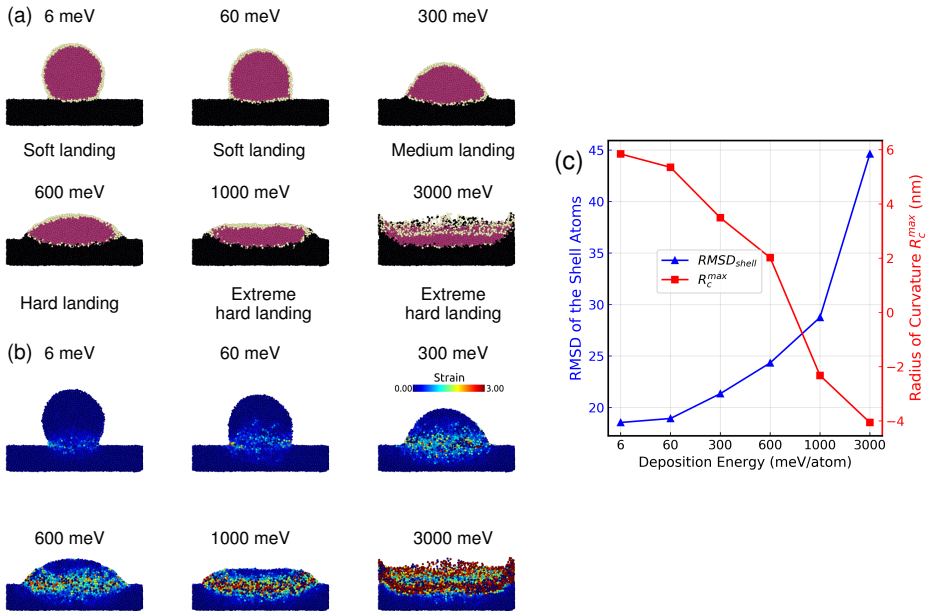 (a)
6 meV
60 meV
300 meV
Soft landing
Soft landing
Medium landing
600 meV
1000 meV
3000 meV
Hard landing
Extreme
hard landing
Extreme
hard landing
(b)
6 meV
60 meV
300 meV
Strain
0.00
3.00
600 meV
1000 meV
3000 meV
(c)
RMSD of the Shell Atoms
45
40
35
30
25
20
RMSD_shell
R_c^max
6
4
2
0
−2
−4
Radius of Curvature R_c^max (nm)
6
60
300
600
1000
3000
Deposition Energy (meV/atom)